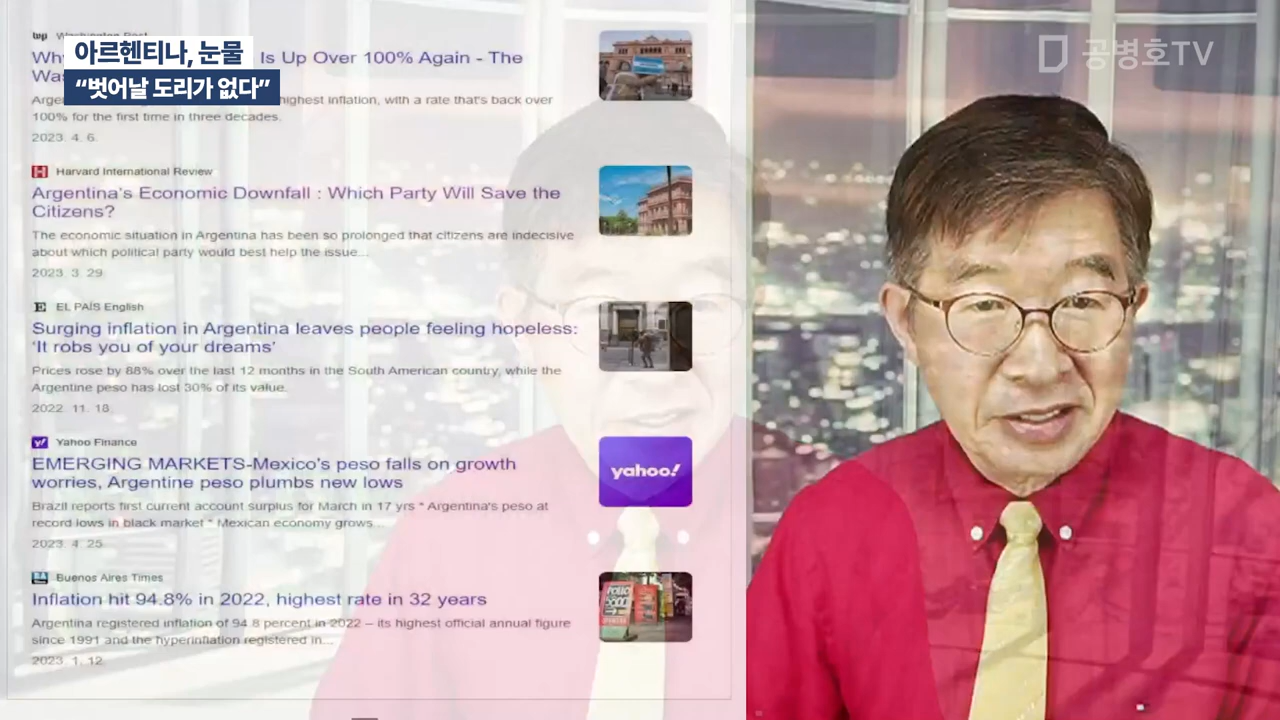 아르헨티나, 눈물
“벗어날 도리가 없다”
공병호TV
Washington Post
Why Is Up Over 100% Again - The
highest inflation, with a rate that's back over
100% for the first time in three decades.
2023. 4. 6.
Harvard International Review
Argentina's Economic Downfall : Which Party Will Save the
Citizens?
The economic situation in Argentina has been so prolonged that citizens are indecisive
about which political party would best help the issue...
2023. 3. 29.
EL PAÍS English
Surging inflation in Argentina leaves people feeling hopeless:
‘It robs you of your dreams’
Prices rose by 88% over the last 12 months in the South American country, while the
Argentine peso has lost 30% of its value.
2022. 11. 18.
Yahoo Finance
EMERGING MARKETS-Mexico's peso falls on growth
worries, Argentine peso plumbs new lows
Brazil reports first current account surplus for March in 17 yrs * Argentina's peso at
record lows in black market * Mexican economy grows...
2023. 4. 25.
yahoo!
Buenos Aires Times
Inflation hit 94.8% in 2022, highest rate in 32 years
Argentina registered inflation of 94.8 percent in 2022 – its highest official annual figure
since 1991 and the hyperinflation registered in...
2023. 1. 12.